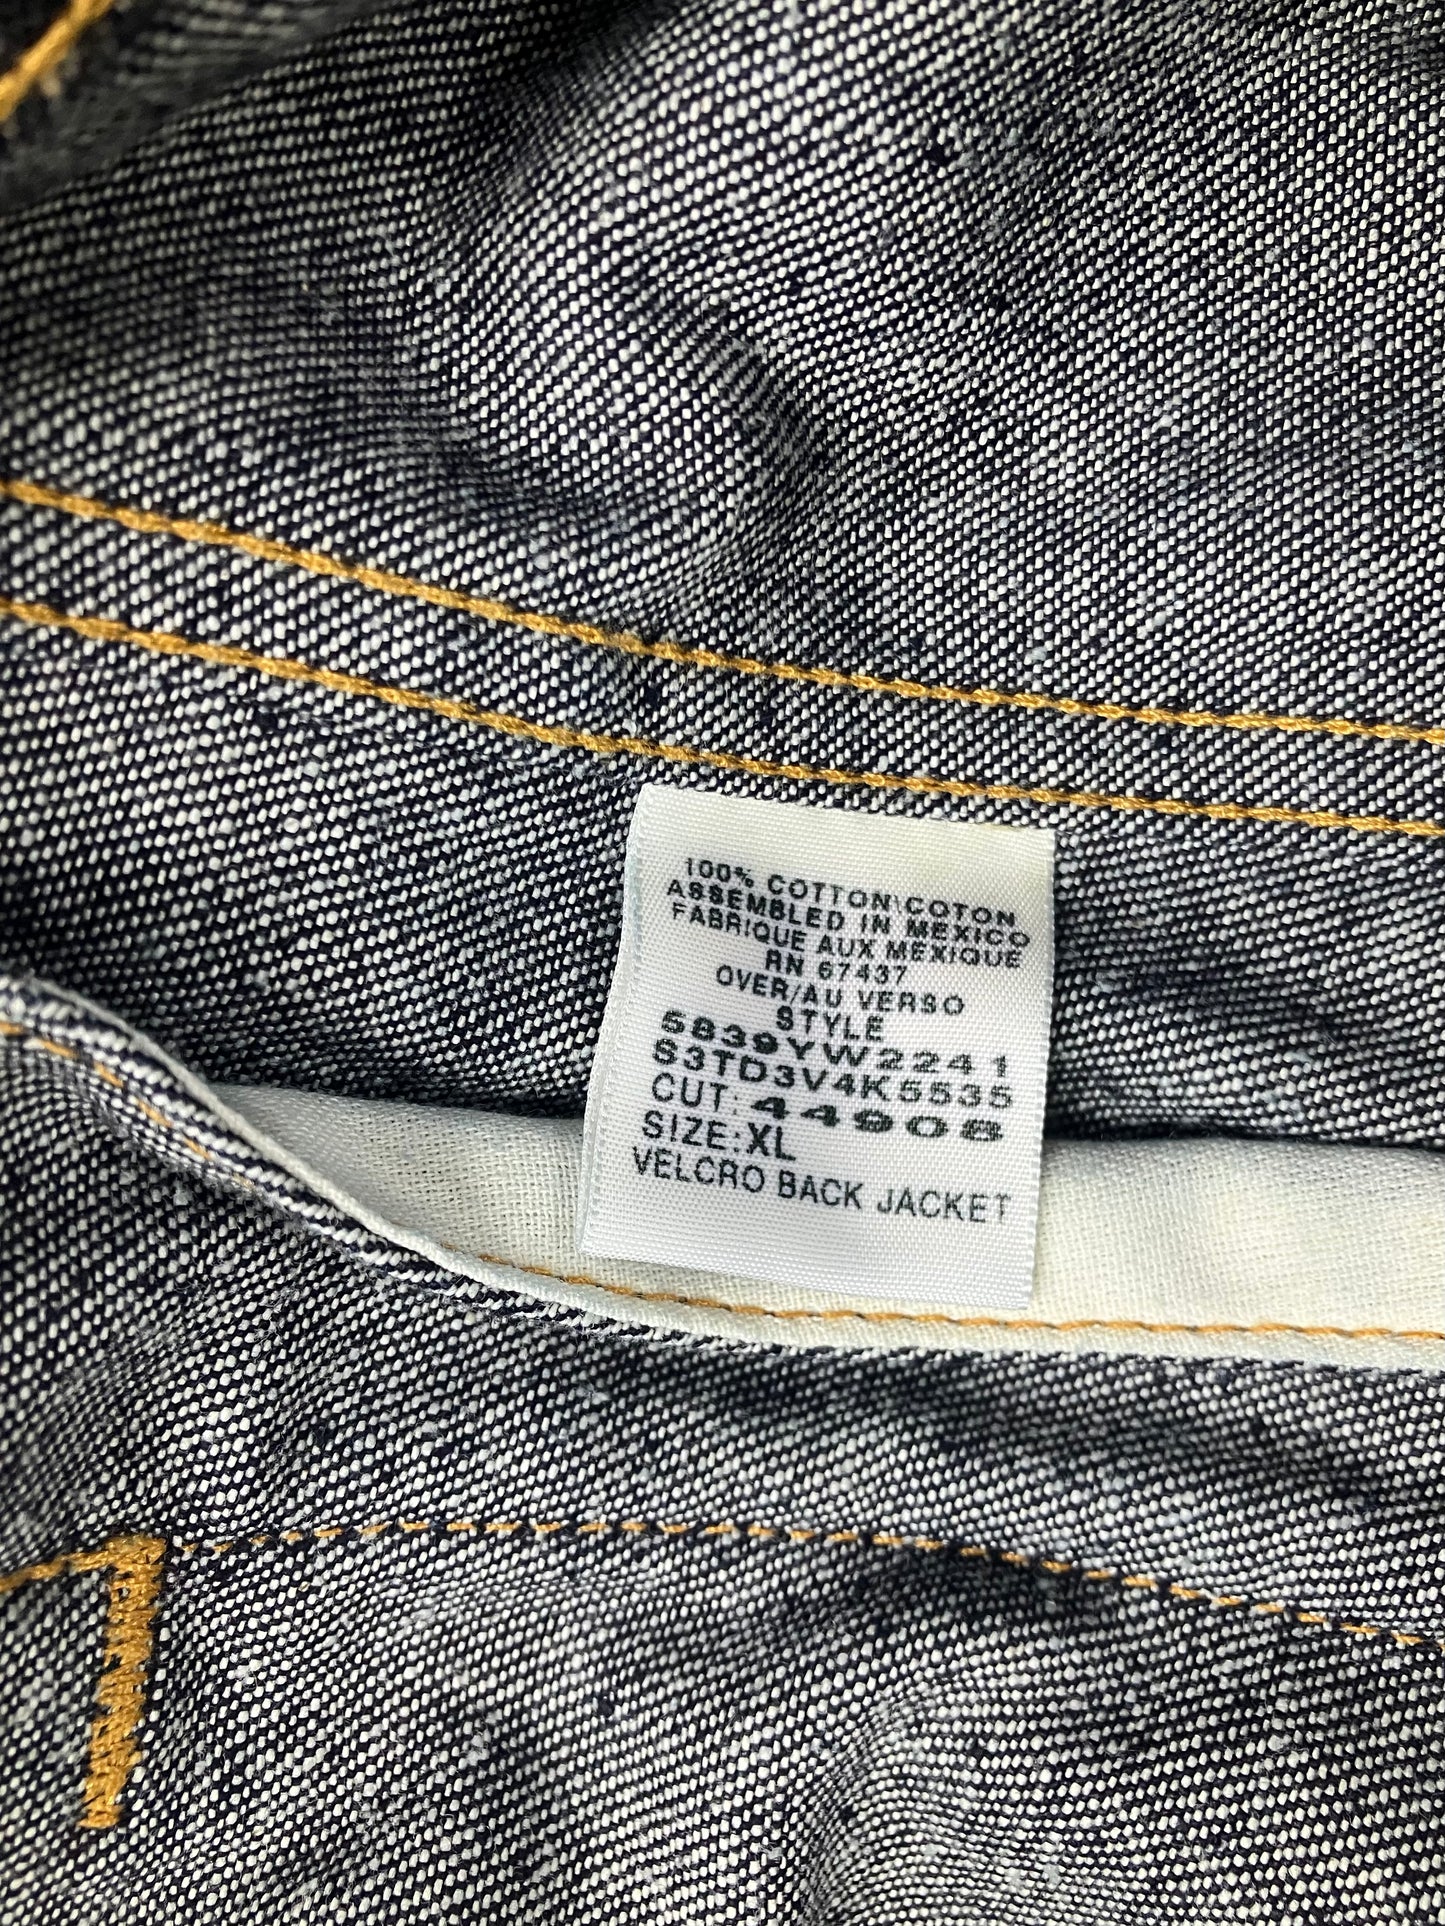 100% COTTON\COTON
ASSEMBLED IN MEXICO
FABRIQUE AUX MEXIQUE
RN 67437
OVER/AU VERSO
STYLE
5839YW2241
S3TD3V4K5535
CUT: 44908
SIZE:XL
VELCRO BACK JACKET